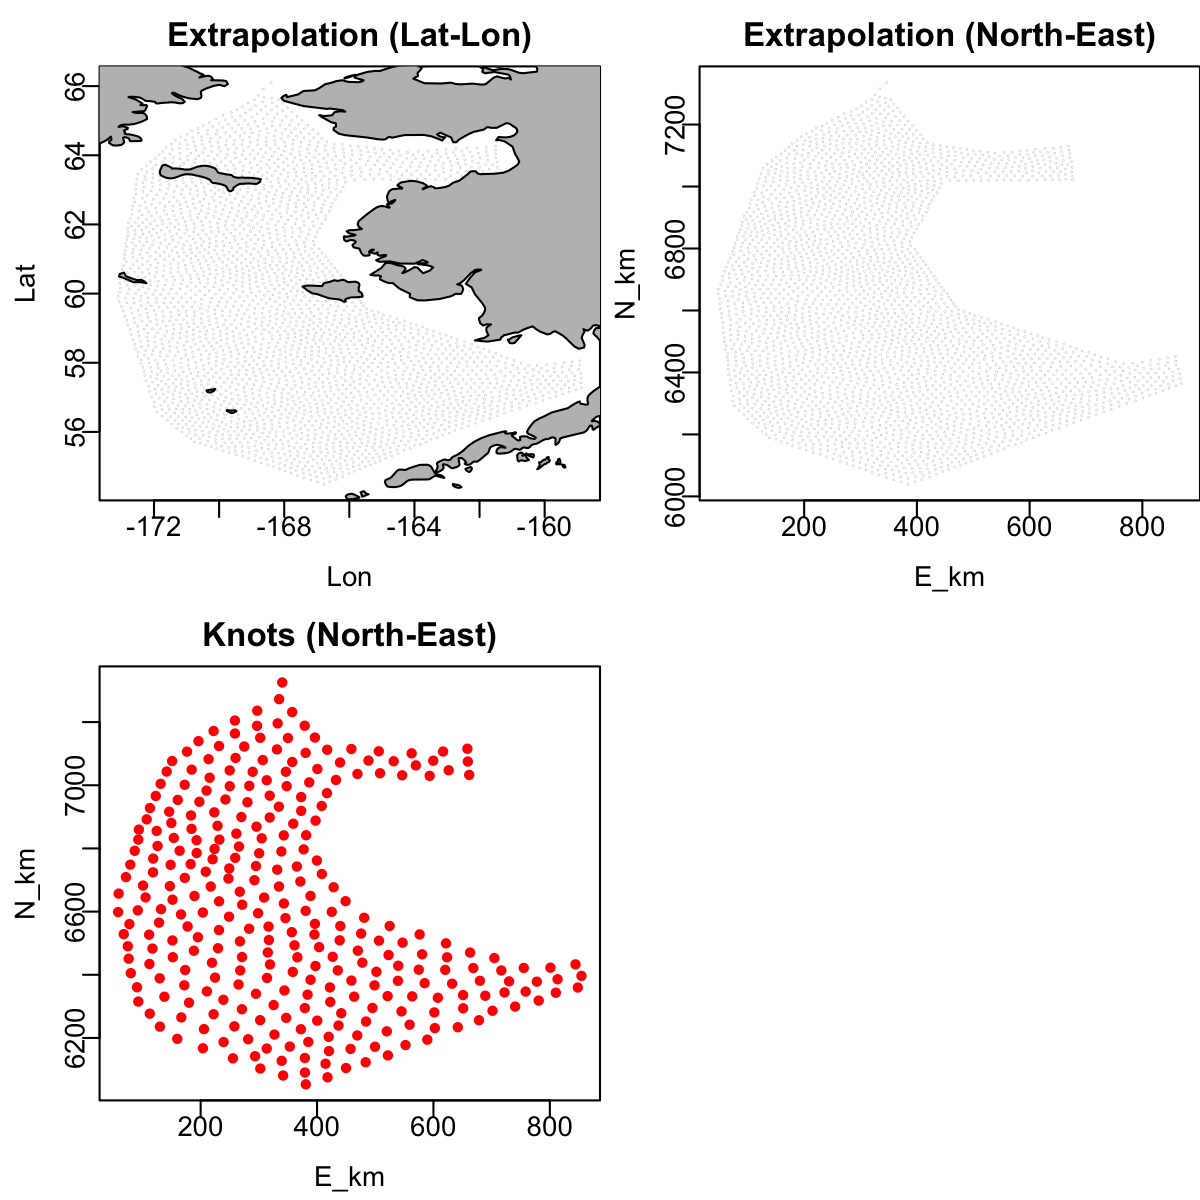 Extrapolation (Lat-Lon)
Lat
66
64
62
60
58
56
-172 -168 -164 -160
Lon
Extrapolation (North-East)
N_km
7200
6800
6400
6000
200 400 600 800
E_km
Knots (North-East)
N_km
7000
6600
6200
200 400 600 800
E_km